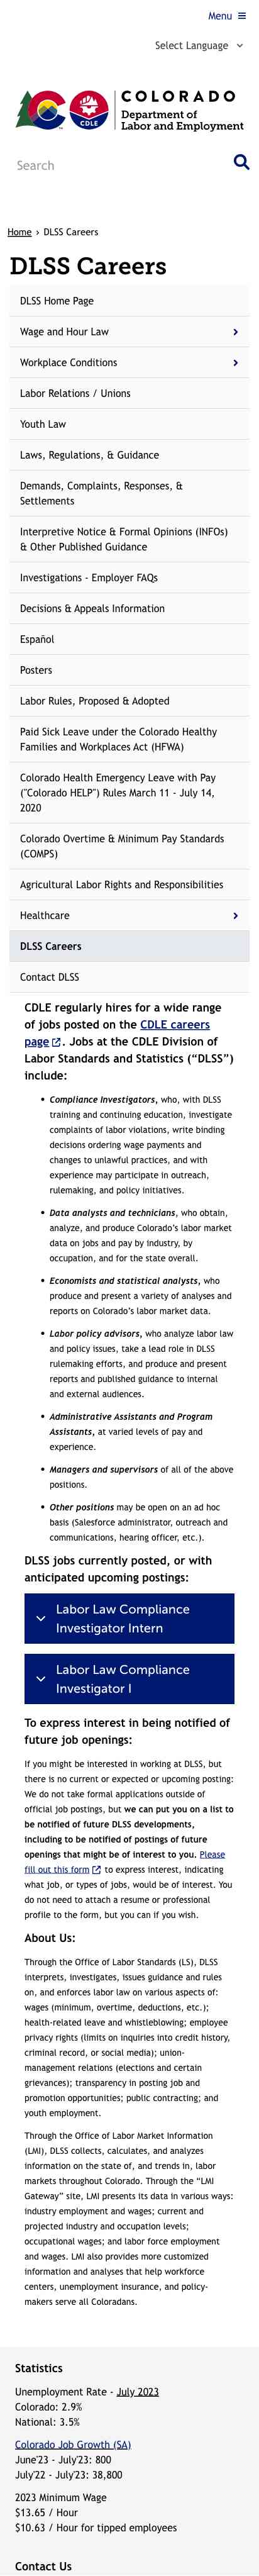 Menu
Select Language
CDLE
COLORADO
Department of
Labor and Employment
Search
Home › DLSS Careers
DLSS Careers
DLSS Home Page
Wage and Hour Law
Workplace Conditions
Labor Relations / Unions
Youth Law
Laws, Regulations, & Guidance
Demands, Complaints, Responses, &
Settlements
Interpretive Notice & Formal Opinions (INFOs)
& Other Published Guidance
Investigations - Employer FAQs
Decisions & Appeals Information
Español
Posters
Labor Rules, Proposed & Adopted
Paid Sick Leave under the Colorado Healthy
Families and Workplaces Act (HFWA)
Colorado Health Emergency Leave with Pay
("Colorado HELP") Rules March 11 - July 14,
2020
Colorado Overtime & Minimum Pay Standards
(COMPS)
Agricultural Labor Rights and Responsibilities
Healthcare
DLSS Careers
Contact DLSS
CDLE regularly hires for a wide range
of jobs posted on the CDLE careers
page. Jobs at the CDLE Division of
Labor Standards and Statistics (“DLSS”)
include:
• Compliance Investigators, who, with DLSS
training and continuing education, investigate
complaints of labor violations, write binding
decisions ordering wage payments and
changes to unlawful practices, and with
experience may participate in outreach,
rulemaking, and policy initiatives.
• Data analysts and technicians, who obtain,
analyze, and produce Colorado’s labor market
data on jobs and pay by industry, by
occupation, and for the state overall.
• Economists and statistical analysts, who
produce and present a variety of analyses and
reports on Colorado’s labor market data.
• Labor policy advisors, who analyze labor law
and policy issues, take a lead role in DLSS
rulemaking efforts, and produce and present
reports and published guidance to internal
and external audiences.
• Administrative Assistants and Program
Assistants, at varied levels of pay and
experience.
• Managers and supervisors of all of the above
positions.
• Other positions may be open on an ad hoc
basis (Salesforce administrator, outreach and
communications, hearing officer, etc.).
DLSS jobs currently posted, or with
anticipated upcoming postings:
Labor Law Compliance
Investigator Intern
Labor Law Compliance
Investigator I
To express interest in being notified of
future job openings:
If you might be interested in working at DLSS, but
there is no current or expected or upcoming posting:
We do not take formal applications outside of
official job postings, but we can put you on a list to
be notified of future DLSS developments,
including to be notified of postings of future
openings that might be of interest to you. Please
fill out this form to express interest, indicating
what job, or types of jobs, would be of interest. You
do not need to attach a resume or professional
profile to the form, but you can if you wish.
About Us:
Through the Office of Labor Standards (LS), DLSS
interprets, investigates, issues guidance and rules
on, and enforces labor law on various aspects of:
wages (minimum, overtime, deductions, etc.);
health-related leave and whistleblowing; employee
privacy rights (limits on inquiries into credit history,
criminal record, or social media); union-
management relations (elections and certain
grievances); transparency in posting job and
promotion opportunities; public contracting; and
youth employment.
Through the Office of Labor Market Information
(LMI), DLSS collects, calculates, and analyzes
information on the state of, and trends in, labor
markets throughout Colorado. Through the “LMI
Gateway” site, LMI presents its data in various ways:
industry employment and wages; current and
projected industry and occupation levels;
occupational wages; and labor force employment
and wages. LMI also provides more customized
information and analyses that help workforce
centers, unemployment insurance, and policy-
makers serve all Coloradans.
Statistics
Unemployment Rate - July 2023
Colorado: 2.9%
National: 3.5%
Colorado Job Growth (SA)
June'23 - July'23: 800
July'22 - July'23: 38,800
2023 Minimum Wage
$13.65 / Hour
$10.63 / Hour for tipped employees
Contact Us